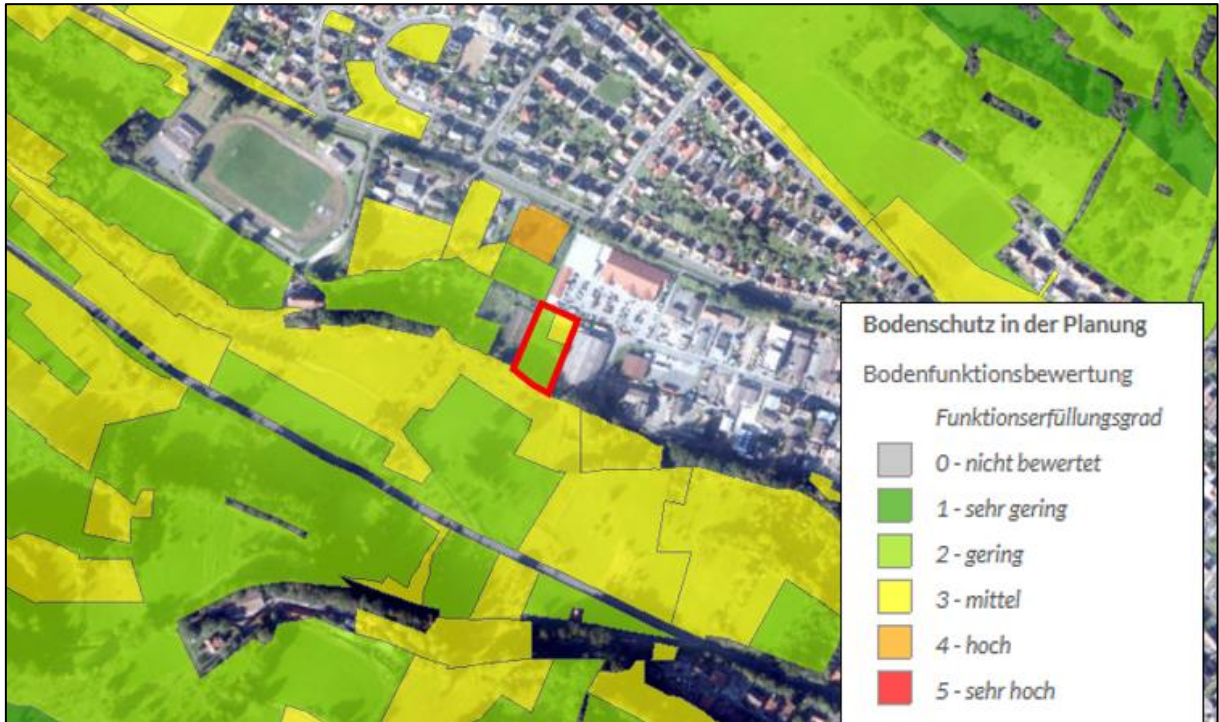 Bodenschutz in der Planung
Bodenfunktionsbewertung
Funktionserfüllungsgrad
0 - nicht bewertet
1 - sehr gering
2 - gering
3 - mittel
4 - hoch
5 - sehr hoch